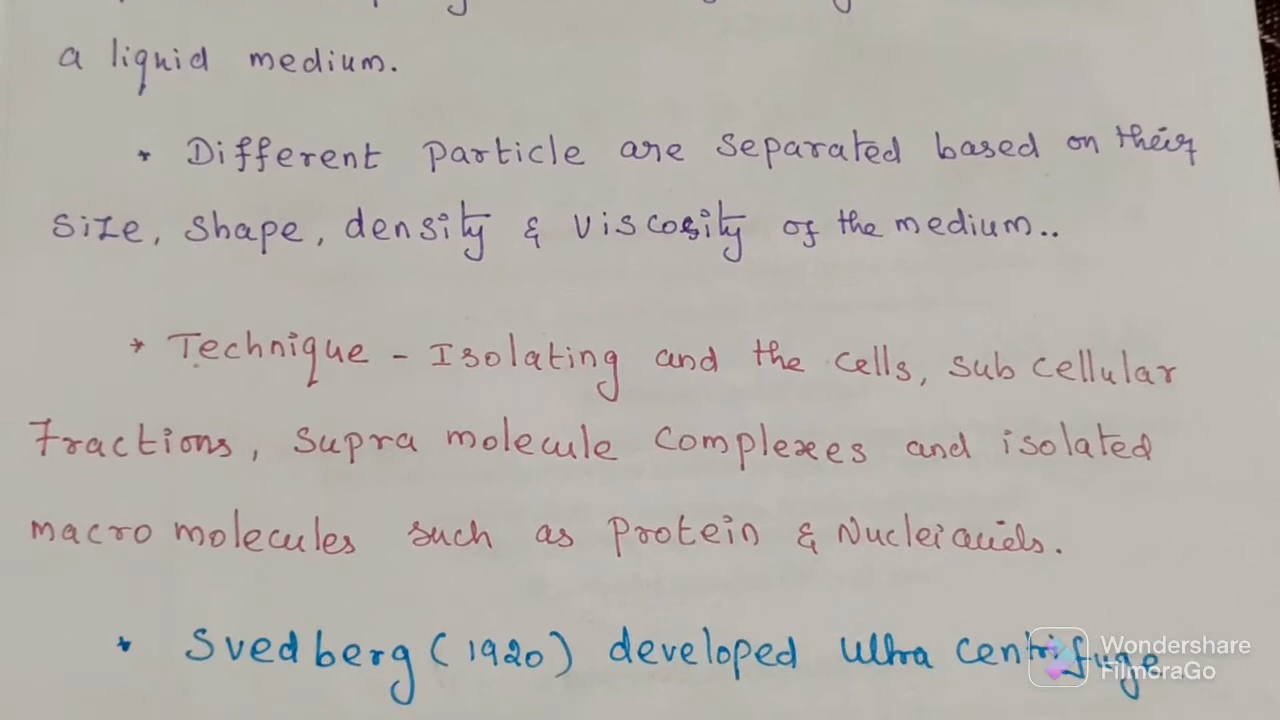 a liquid medium.
* Different particle are separated based on their
size, shape, density & viscosity of the medium..
* Technique - Isolating and the cells, sub cellular
Fractions, supra molecule complexes and isolated
macro molecules such as protein & Nucleiacids.
* Svedberg (1920) developed ultra centrifuge
Wondershare
FilmoraGo